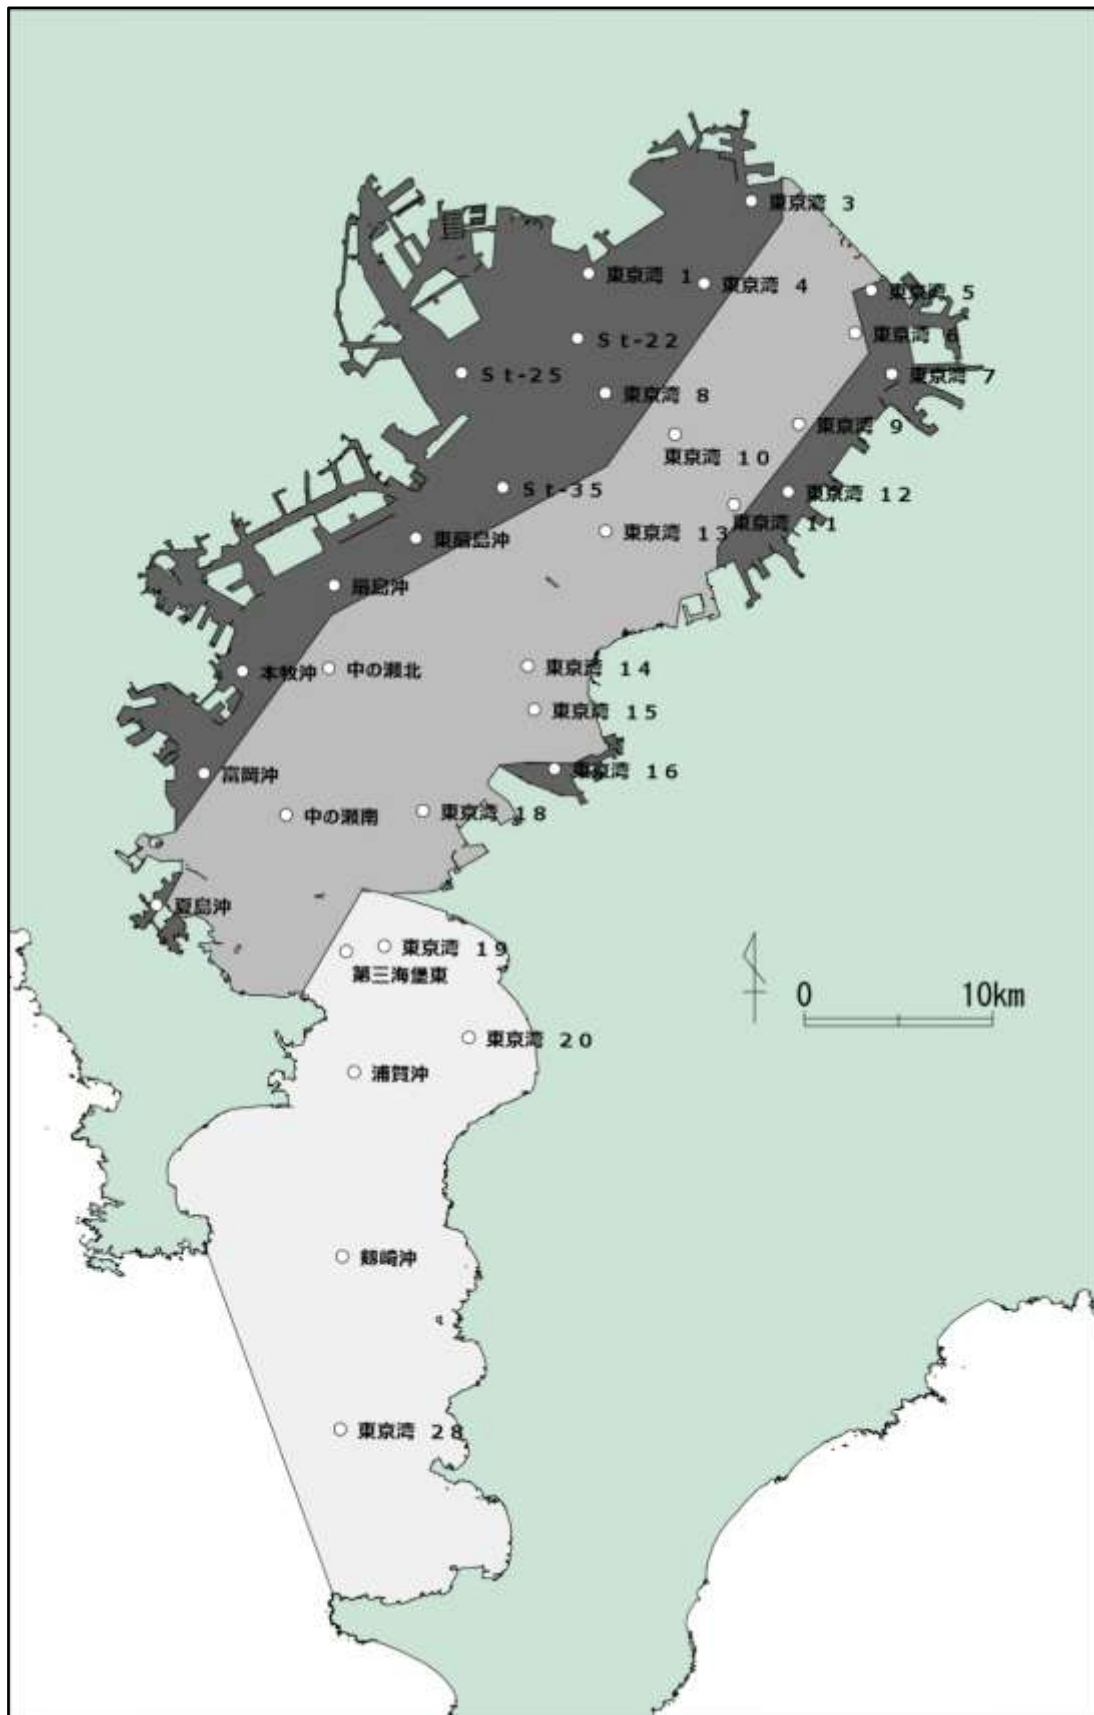 東京湾 3
東京湾 1
東京湾 4
東京湾 5
St-22
東京湾 6
St-25
東京湾 7
東京湾 8
東京湾 9
東京湾 10
St-35
東京湾 12
東京湾 11
東京湾 13
東扇島沖
扇島沖
本牧沖
中の瀬北
東京湾 14
東京湾 15
富岡沖
東京湾 16
中の瀬南
東京湾 18
夏島沖
東京湾 19
第三海堡東
0 10km
東京湾 20
浦賀沖
剱崎沖
東京湾 28